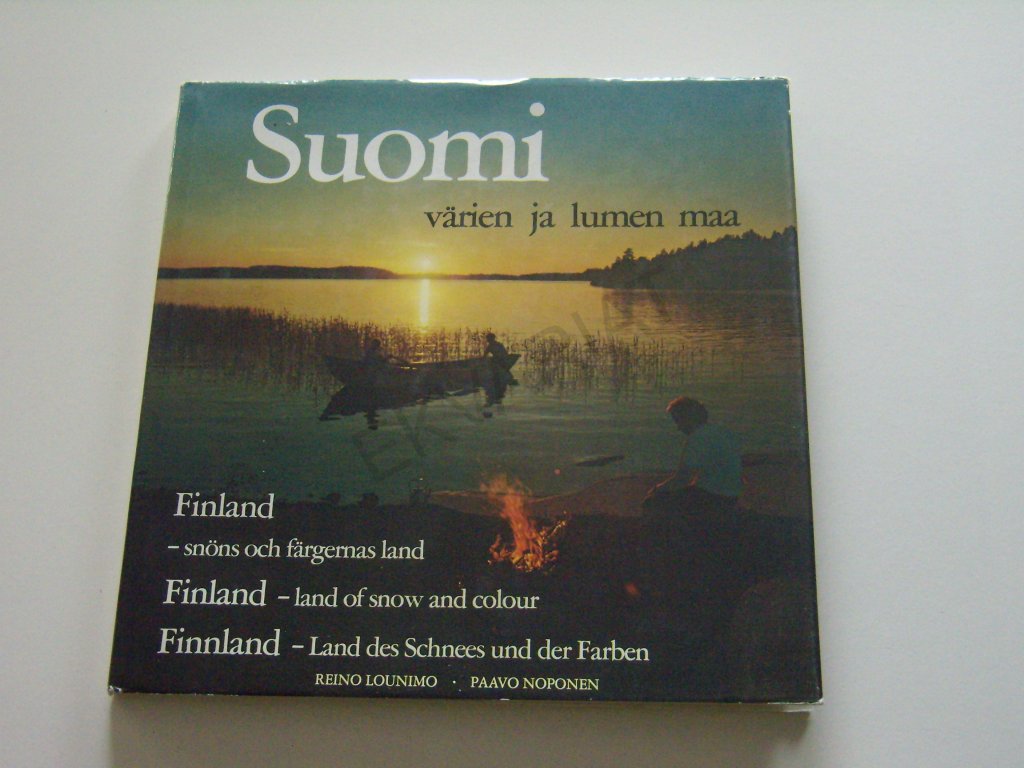 Suomi
värien ja lumen maa
Finland
– snöns och färgernas land
Finland – land of snow and colour
Finnland – Land des Schnees und der Farben
REINO LOUNIMO · PAAVO NOPONEN